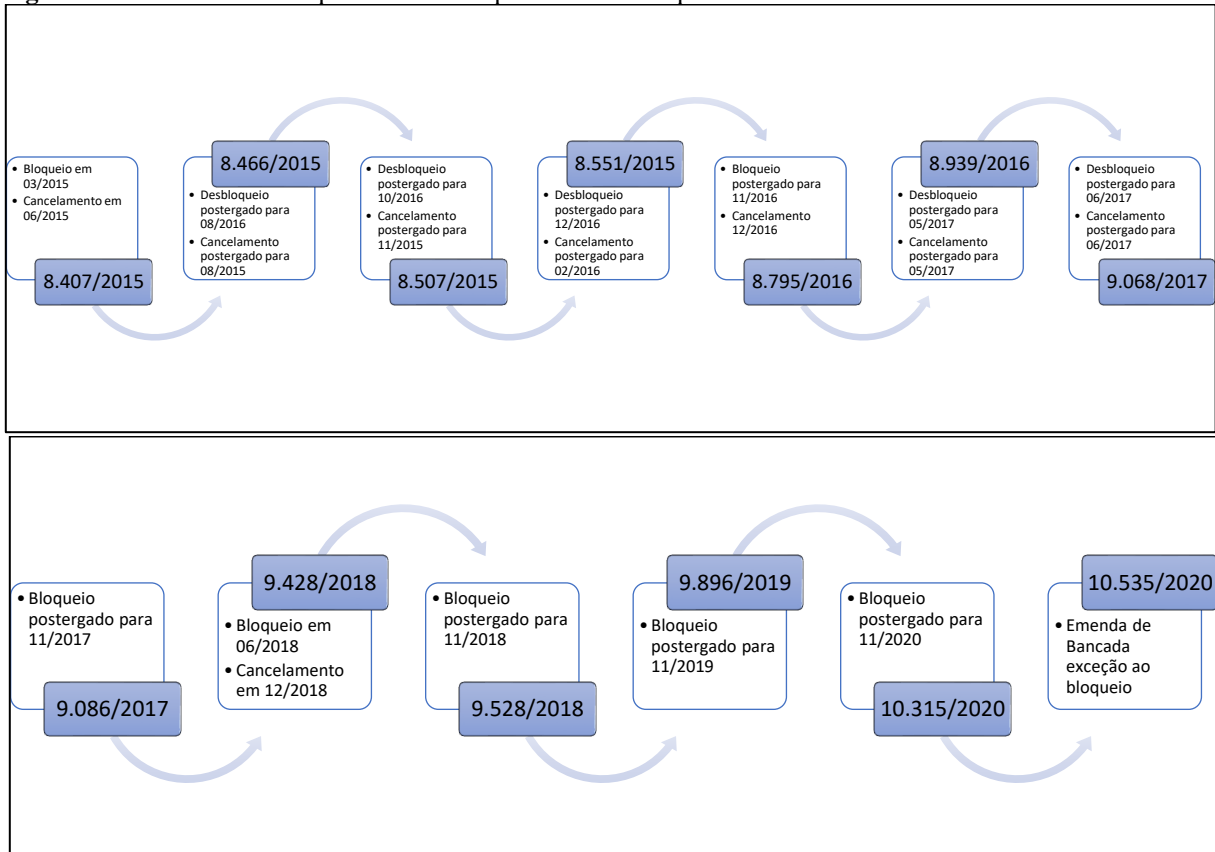 • Bloqueio em
03/2015
• Cancelamento em
06/2015
8.407/2015
8.466/2015
• Desbloqueio
postergado para
08/2016
• Cancelamento
postergado para
08/2015
• Desbloqueio
postergado para
10/2016
• Cancelamento
postergado para
11/2015
8.507/2015
8.551/2015
• Desbloqueio
postergado para
12/2016
• Cancelamento
postergado para
02/2016
• Bloqueio
postergado para
11/2016
• Cancelamento
12/2016
8.795/2016
8.939/2016
• Desbloqueio
postergado para
05/2017
• Cancelamento
postergado para
05/2017
• Desbloqueio
postergado para
06/2017
• Cancelamento
postergado para
06/2017
9.068/2017
• Bloqueio
postergado para
11/2017
9.086/2017
9.428/2018
• Bloqueio em
06/2018
• Cancelamento
em 12/2018
• Bloqueio
postergado para
11/2018
9.528/2018
9.896/2019
• Bloqueio
postergado para
11/2019
• Bloqueio
postergado para
11/2020
10.315/2020
10.535/2020
• Emenda de
Bancada
exceção ao
bloqueio